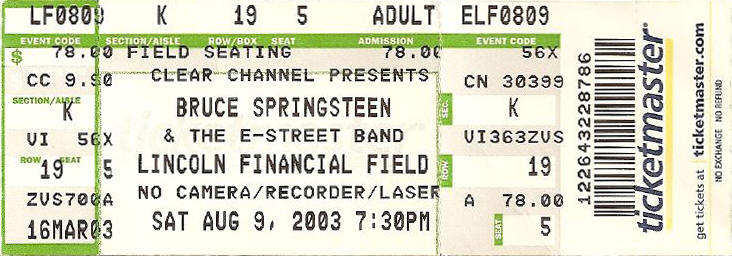 LF0809 K 19 5 ADULT ELF0809
EVENT CODE SECTION/AISLE ROW/BOX SEAT ADMISSION EVENT CODE
$ 78.00 FIELD SEATING 78.00 56X
CC 9.90 CLEAR CHANNEL PRESENTS CN 30399
SECTION/AISLE
K BRUCE SPRINGSTEEN SEC. K
VI 56X & THE E-STREET BAND VI363ZVS
ROW SEAT
19 5 LINCOLN FINANCIAL FIELD ROW 19
ZVS700A NO CAMERA/RECORDER/LASER A 78.00
16MAR03 SAT AUG 9, 2003 7:30PM SEAT 5
122643228786
ticketmaster
get tickets at ticketmaster.com
NO EXCHANGE NO REFUND